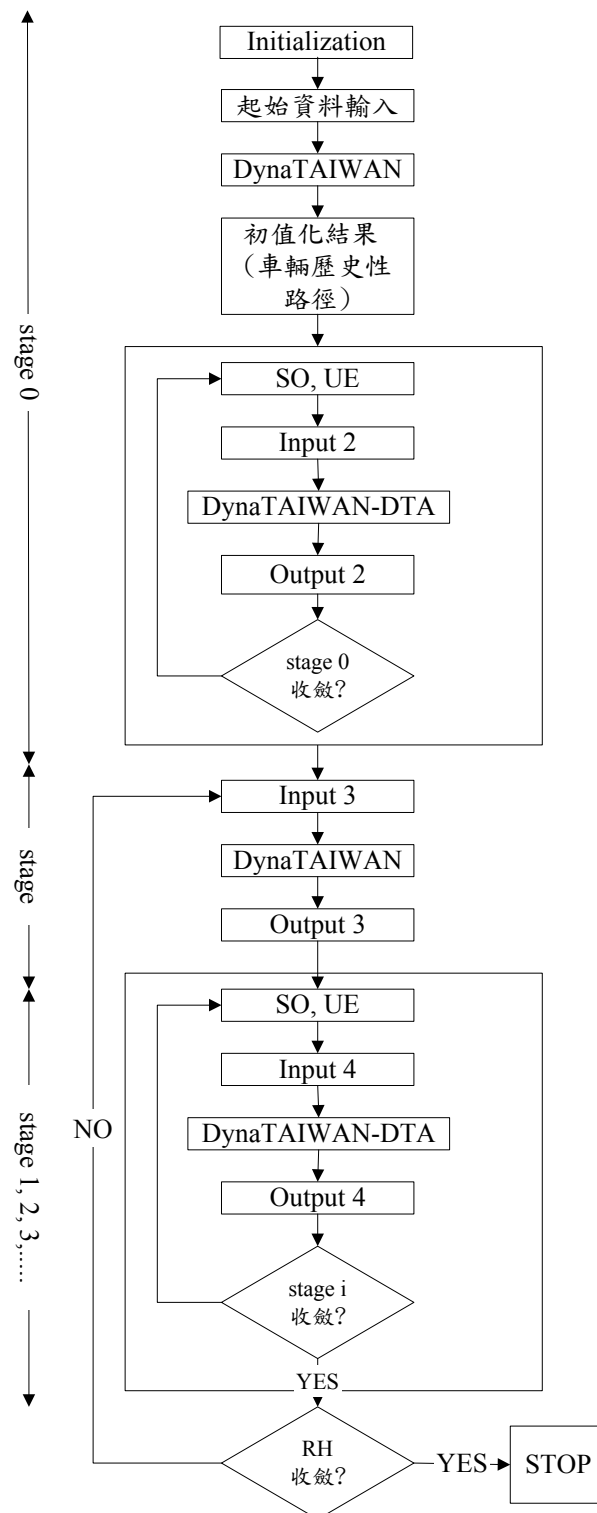 Initialization
起始資料輸入
DynaTAIWAN
初值化結果
（車輛歷史性
路徑）
stage 0
SO, UE
Input 2
DynaTAIWAN-DTA
Output 2
stage 0
收斂?
Input 3
stage
DynaTAIWAN
Output 3
SO, UE
Input 4
stage 1, 2, 3,......
NO
DynaTAIWAN-DTA
Output 4
stage i
收斂?
YES
RH
收斂?
YES
STOP